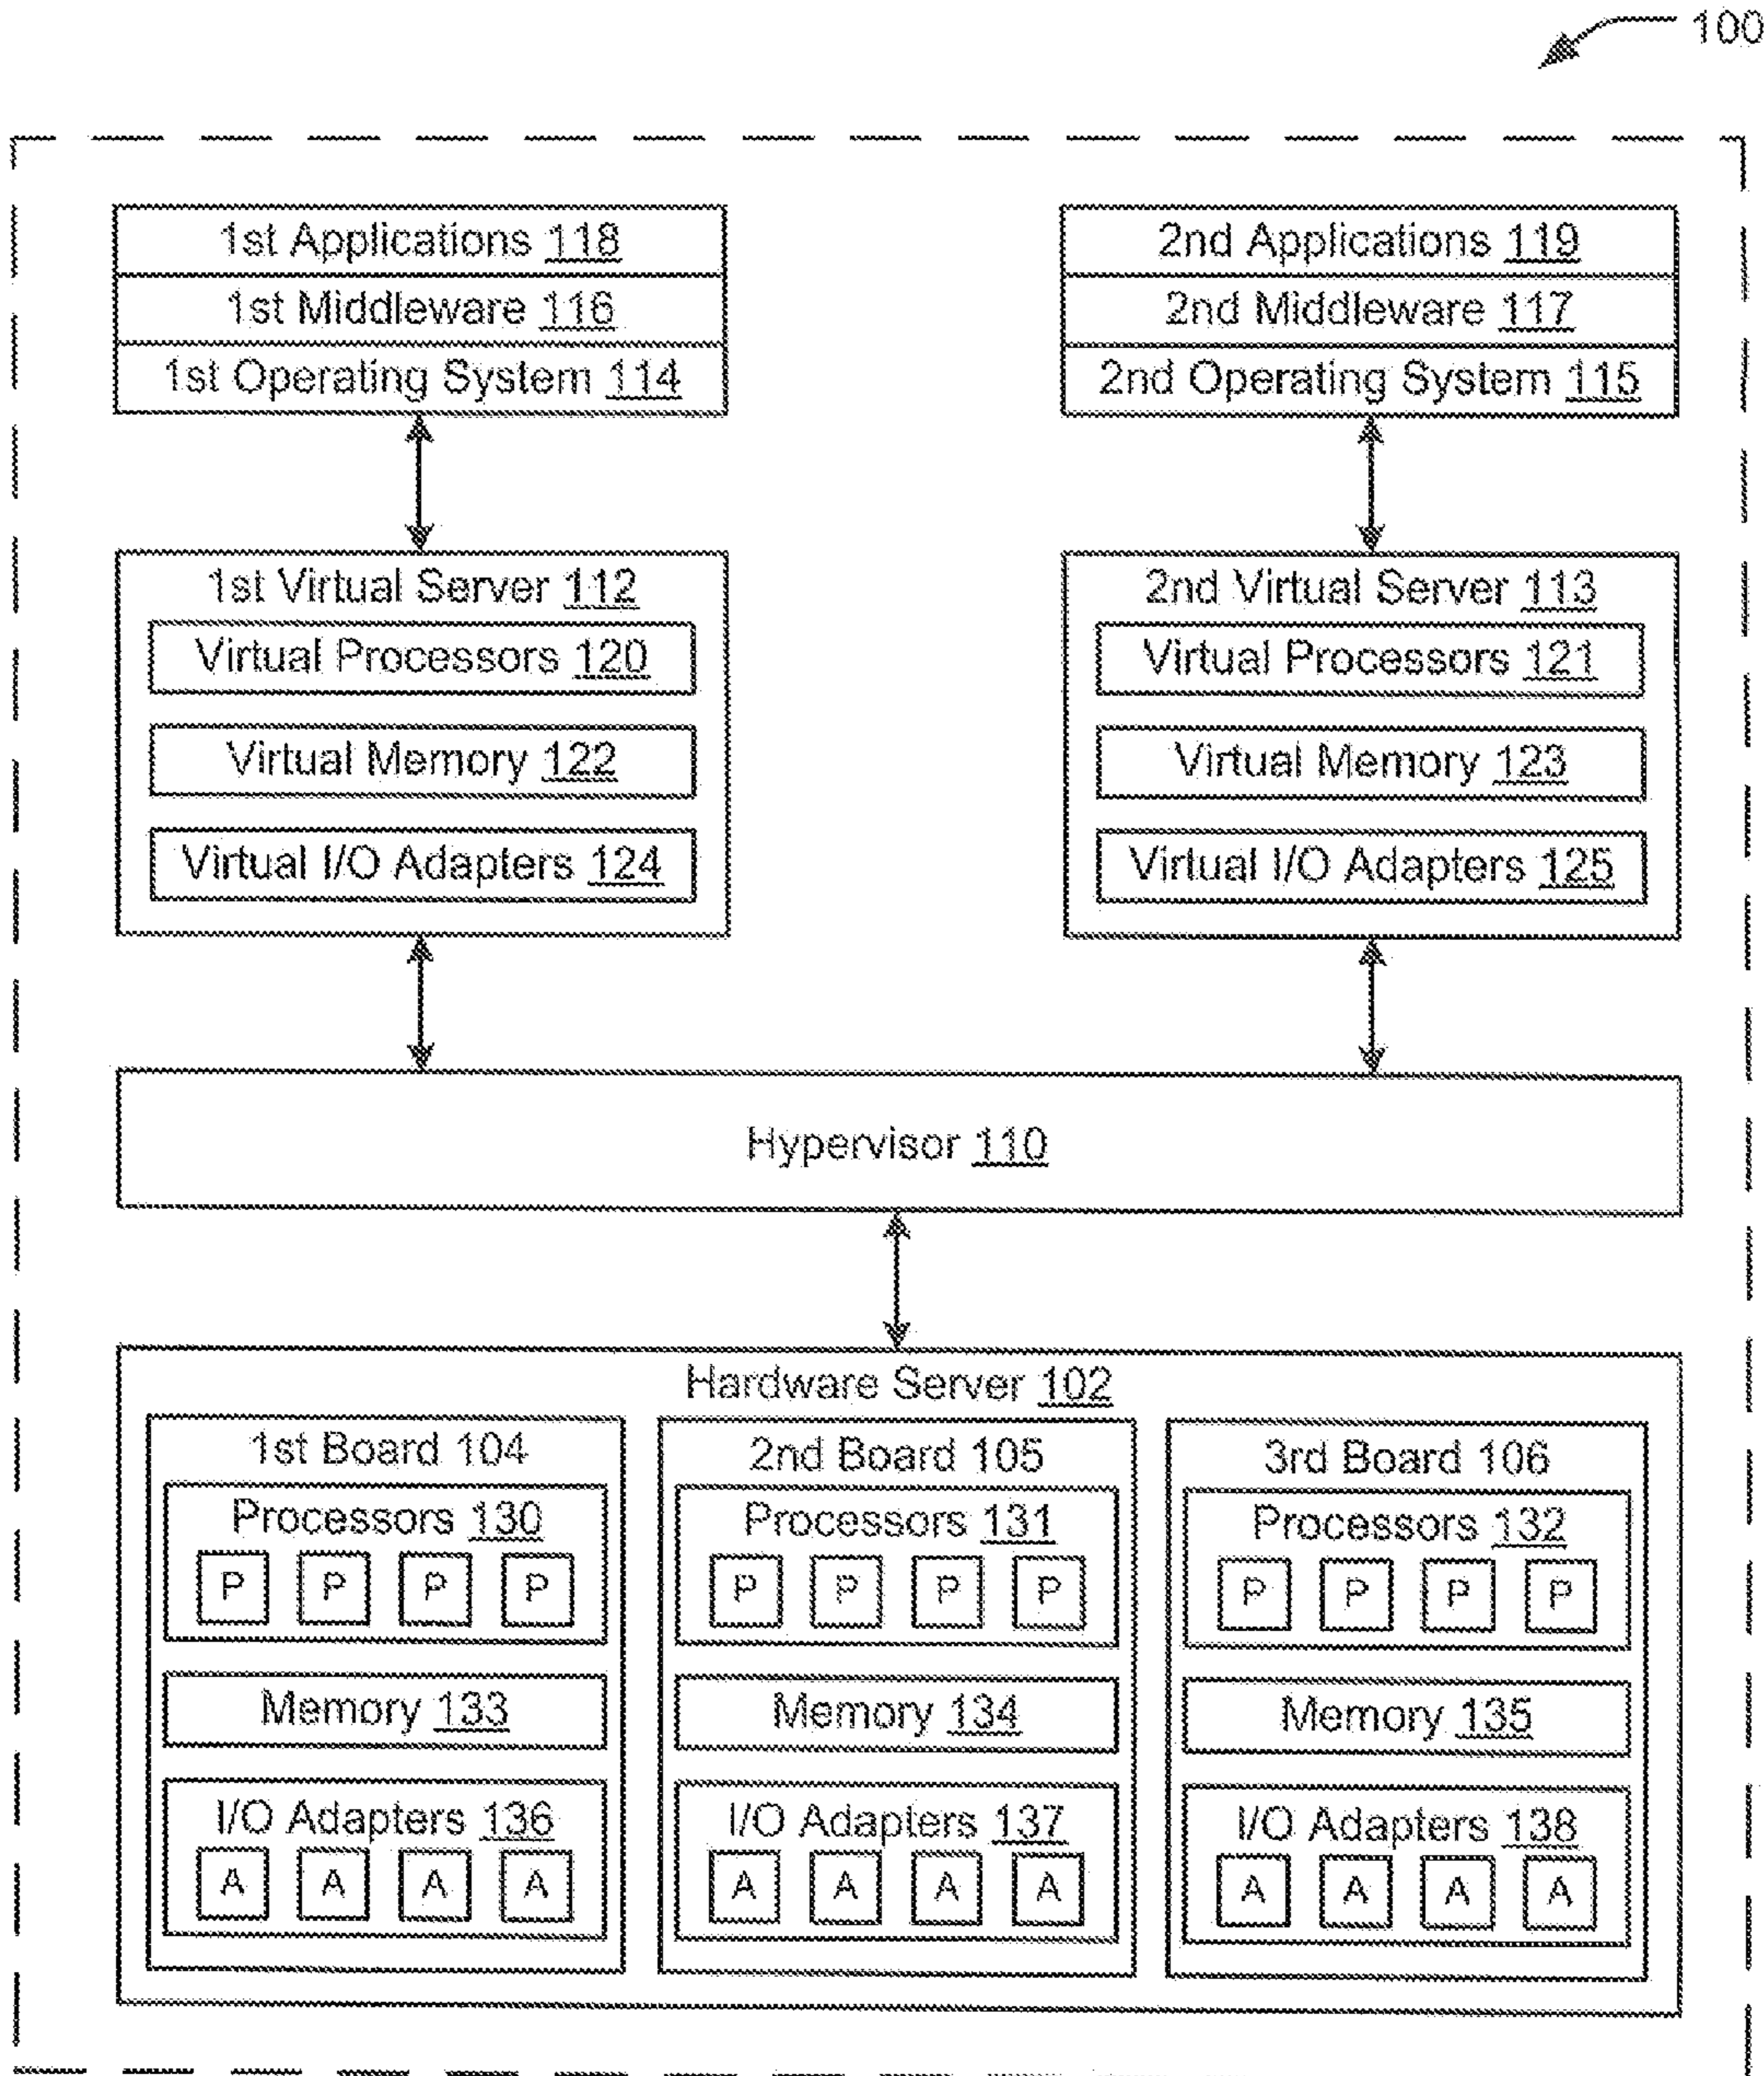 100
1st Applications 118
1st Middleware 116
1st Operating System 114
2nd Applications 119
2nd Middleware 117
2nd Operating System 115
1st Virtual Server 112
Virtual Processors 120
Virtual Memory 122
Virtual I/O Adapters 124
2nd Virtual Server 113
Virtual Processors 121
Virtual Memory 123
Virtual I/O Adapters 125
Hypervisor 110
Hardware Server 102
1st Board 104
Processors 130
P P P P
Memory 133
I/O Adapters 136
A A A A
2nd Board 105
Processors 131
P P P P
Memory 134
I/O Adapters 137
A A A A
3rd Board 106
Processors 132
P P P P
Memory 135
I/O Adapters 138
A A A A